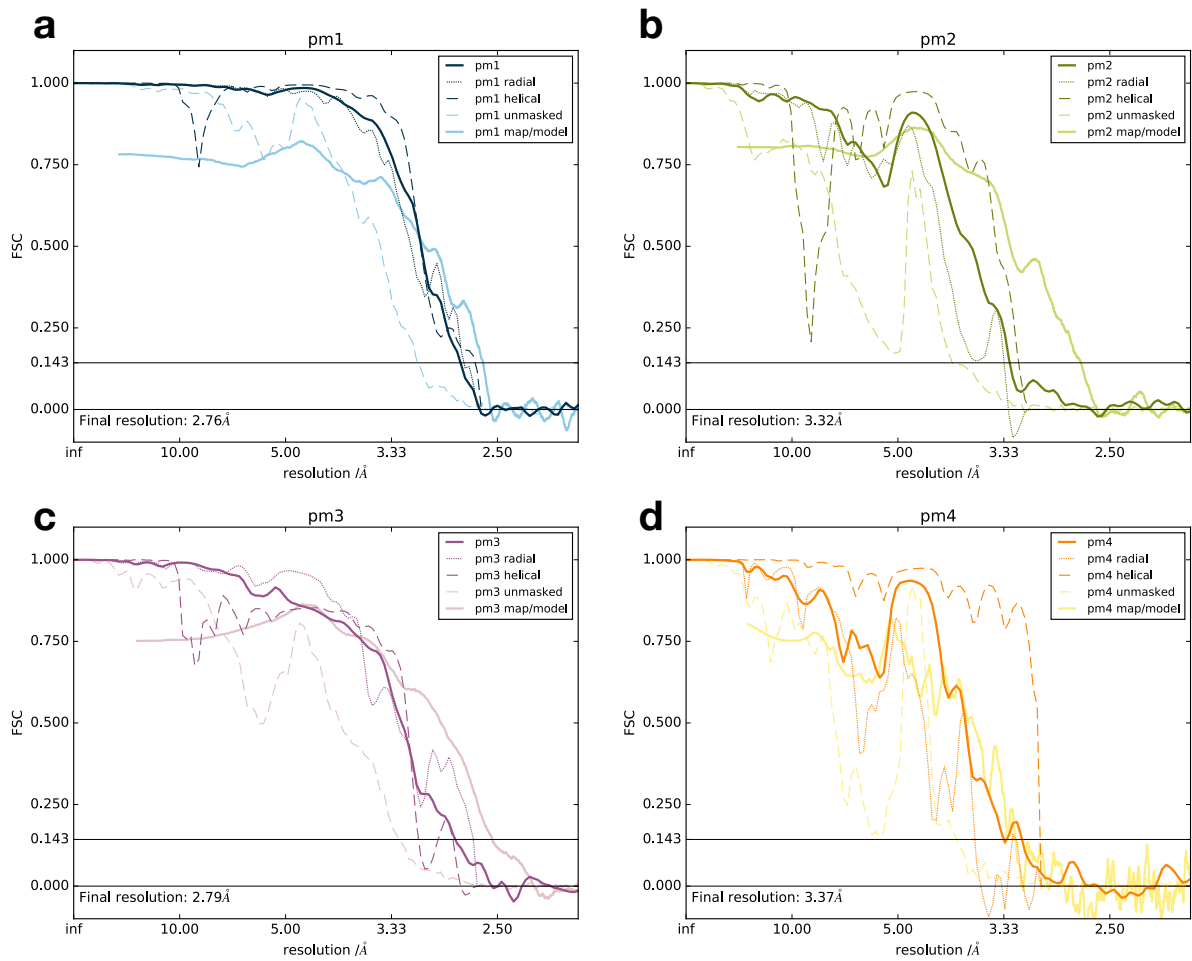 a
pm1
pm1
pm1 radial
pm1 helical
pm1 unmasked
pm1 map/model
1.000
0.750
0.500
0.250
0.143
0.000
FSC
Final resolution: 2.76Å
inf
10.00
5.00
3.33
2.50
resolution /Å
b
pm2
pm2
pm2 radial
pm2 helical
pm2 unmasked
pm2 map/model
1.000
0.750
0.500
0.250
0.143
0.000
FSC
Final resolution: 3.32Å
inf
10.00
5.00
3.33
2.50
resolution /Å
c
pm3
pm3
pm3 radial
pm3 helical
pm3 unmasked
pm3 map/model
1.000
0.750
0.500
0.250
0.143
0.000
FSC
Final resolution: 2.79Å
inf
10.00
5.00
3.33
2.50
resolution /Å
d
pm4
pm4
pm4 radial
pm4 helical
pm4 unmasked
pm4 map/model
1.000
0.750
0.500
0.250
0.143
0.000
FSC
Final resolution: 3.37Å
inf
10.00
5.00
3.33
2.50
resolution /Å